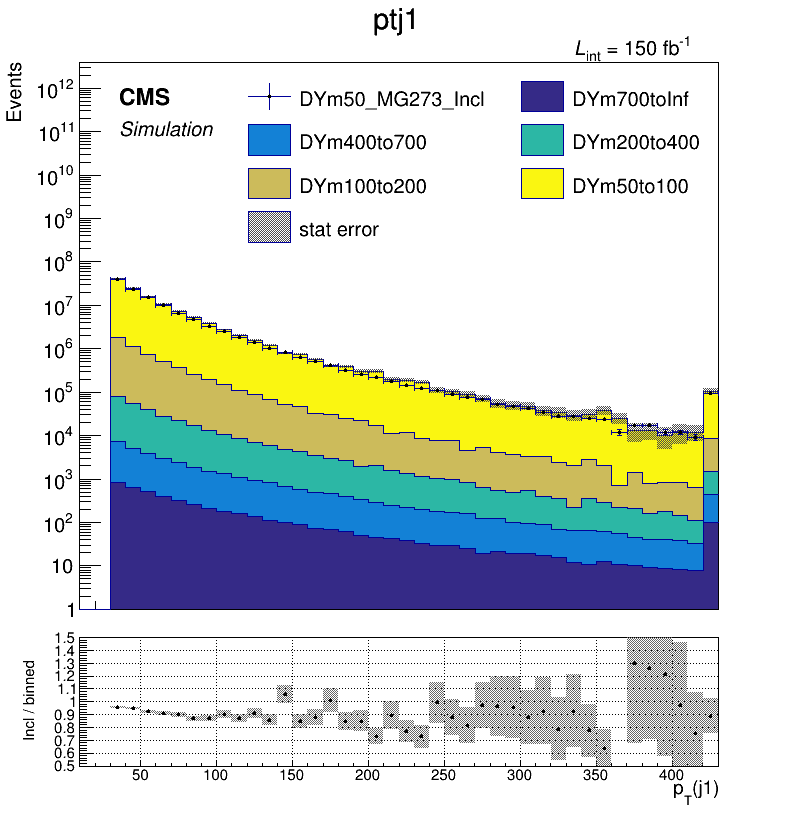 ptj1
L_int = 150 fb^-1
Events
CMS
Simulation
DYm50_MG273_Incl
DYm700toInf
DYm400to700
DYm200to400
DYm100to200
DYm50to100
stat error
10^12
10^11
10^10
10^9
10^8
10^7
10^6
10^5
10^4
10^3
10^2
10
1
Incl / binned
1.5
1.4
1.3
1.2
1.1
1
0.9
0.8
0.7
0.6
0.5
50 100 150 200 250 300 350 400
p_T(j1)